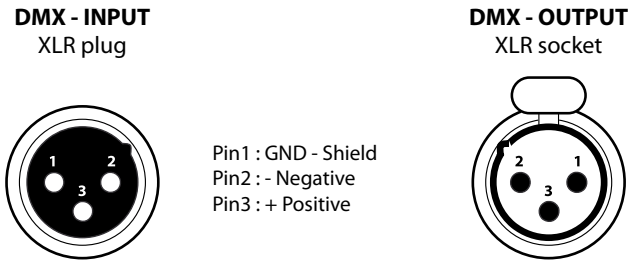 DMX - INPUT
XLR plug
1 2
3
Pin1 : GND - Shield
Pin2 : - Negative
Pin3 : + Positive
DMX - OUTPUT
XLR socket
2 1
3